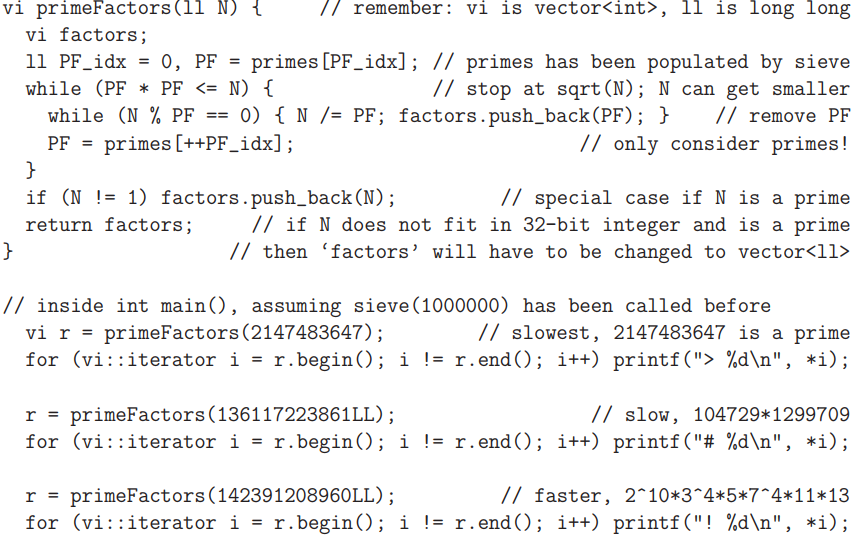 vi primeFactors(ll N) {     // remember: vi is vector<int>, ll is long long
  vi factors;
  ll PF_idx = 0, PF = primes[PF_idx]; // primes has been populated by sieve
  while (PF * PF <= N) {              // stop at sqrt(N); N can get smaller
    while (N % PF == 0) { N /= PF; factors.push_back(PF); }    // remove PF
    PF = primes[++PF_idx];                         // only consider primes!
  }
  if (N != 1) factors.push_back(N);         // special case if N is a prime
  return factors;     // if N does not fit in 32-bit integer and is a prime
}                   // then ‘factors’ will have to be changed to vector<ll>

// inside int main(), assuming sieve(1000000) has been called before
  vi r = primeFactors(2147483647);        // slowest, 2147483647 is a prime
  for (vi::iterator i = r.begin(); i != r.end(); i++) printf("> %d\n", *i);

  r = primeFactors(136117223861LL);                 // slow, 104729*1299709
  for (vi::iterator i = r.begin(); i != r.end(); i++) printf("# %d\n", *i);

  r = primeFactors(142391208960LL);         // faster, 2^10*3^4*5*7^4*11*13
  for (vi::iterator i = r.begin(); i != r.end(); i++) printf("! %d\n", *i);